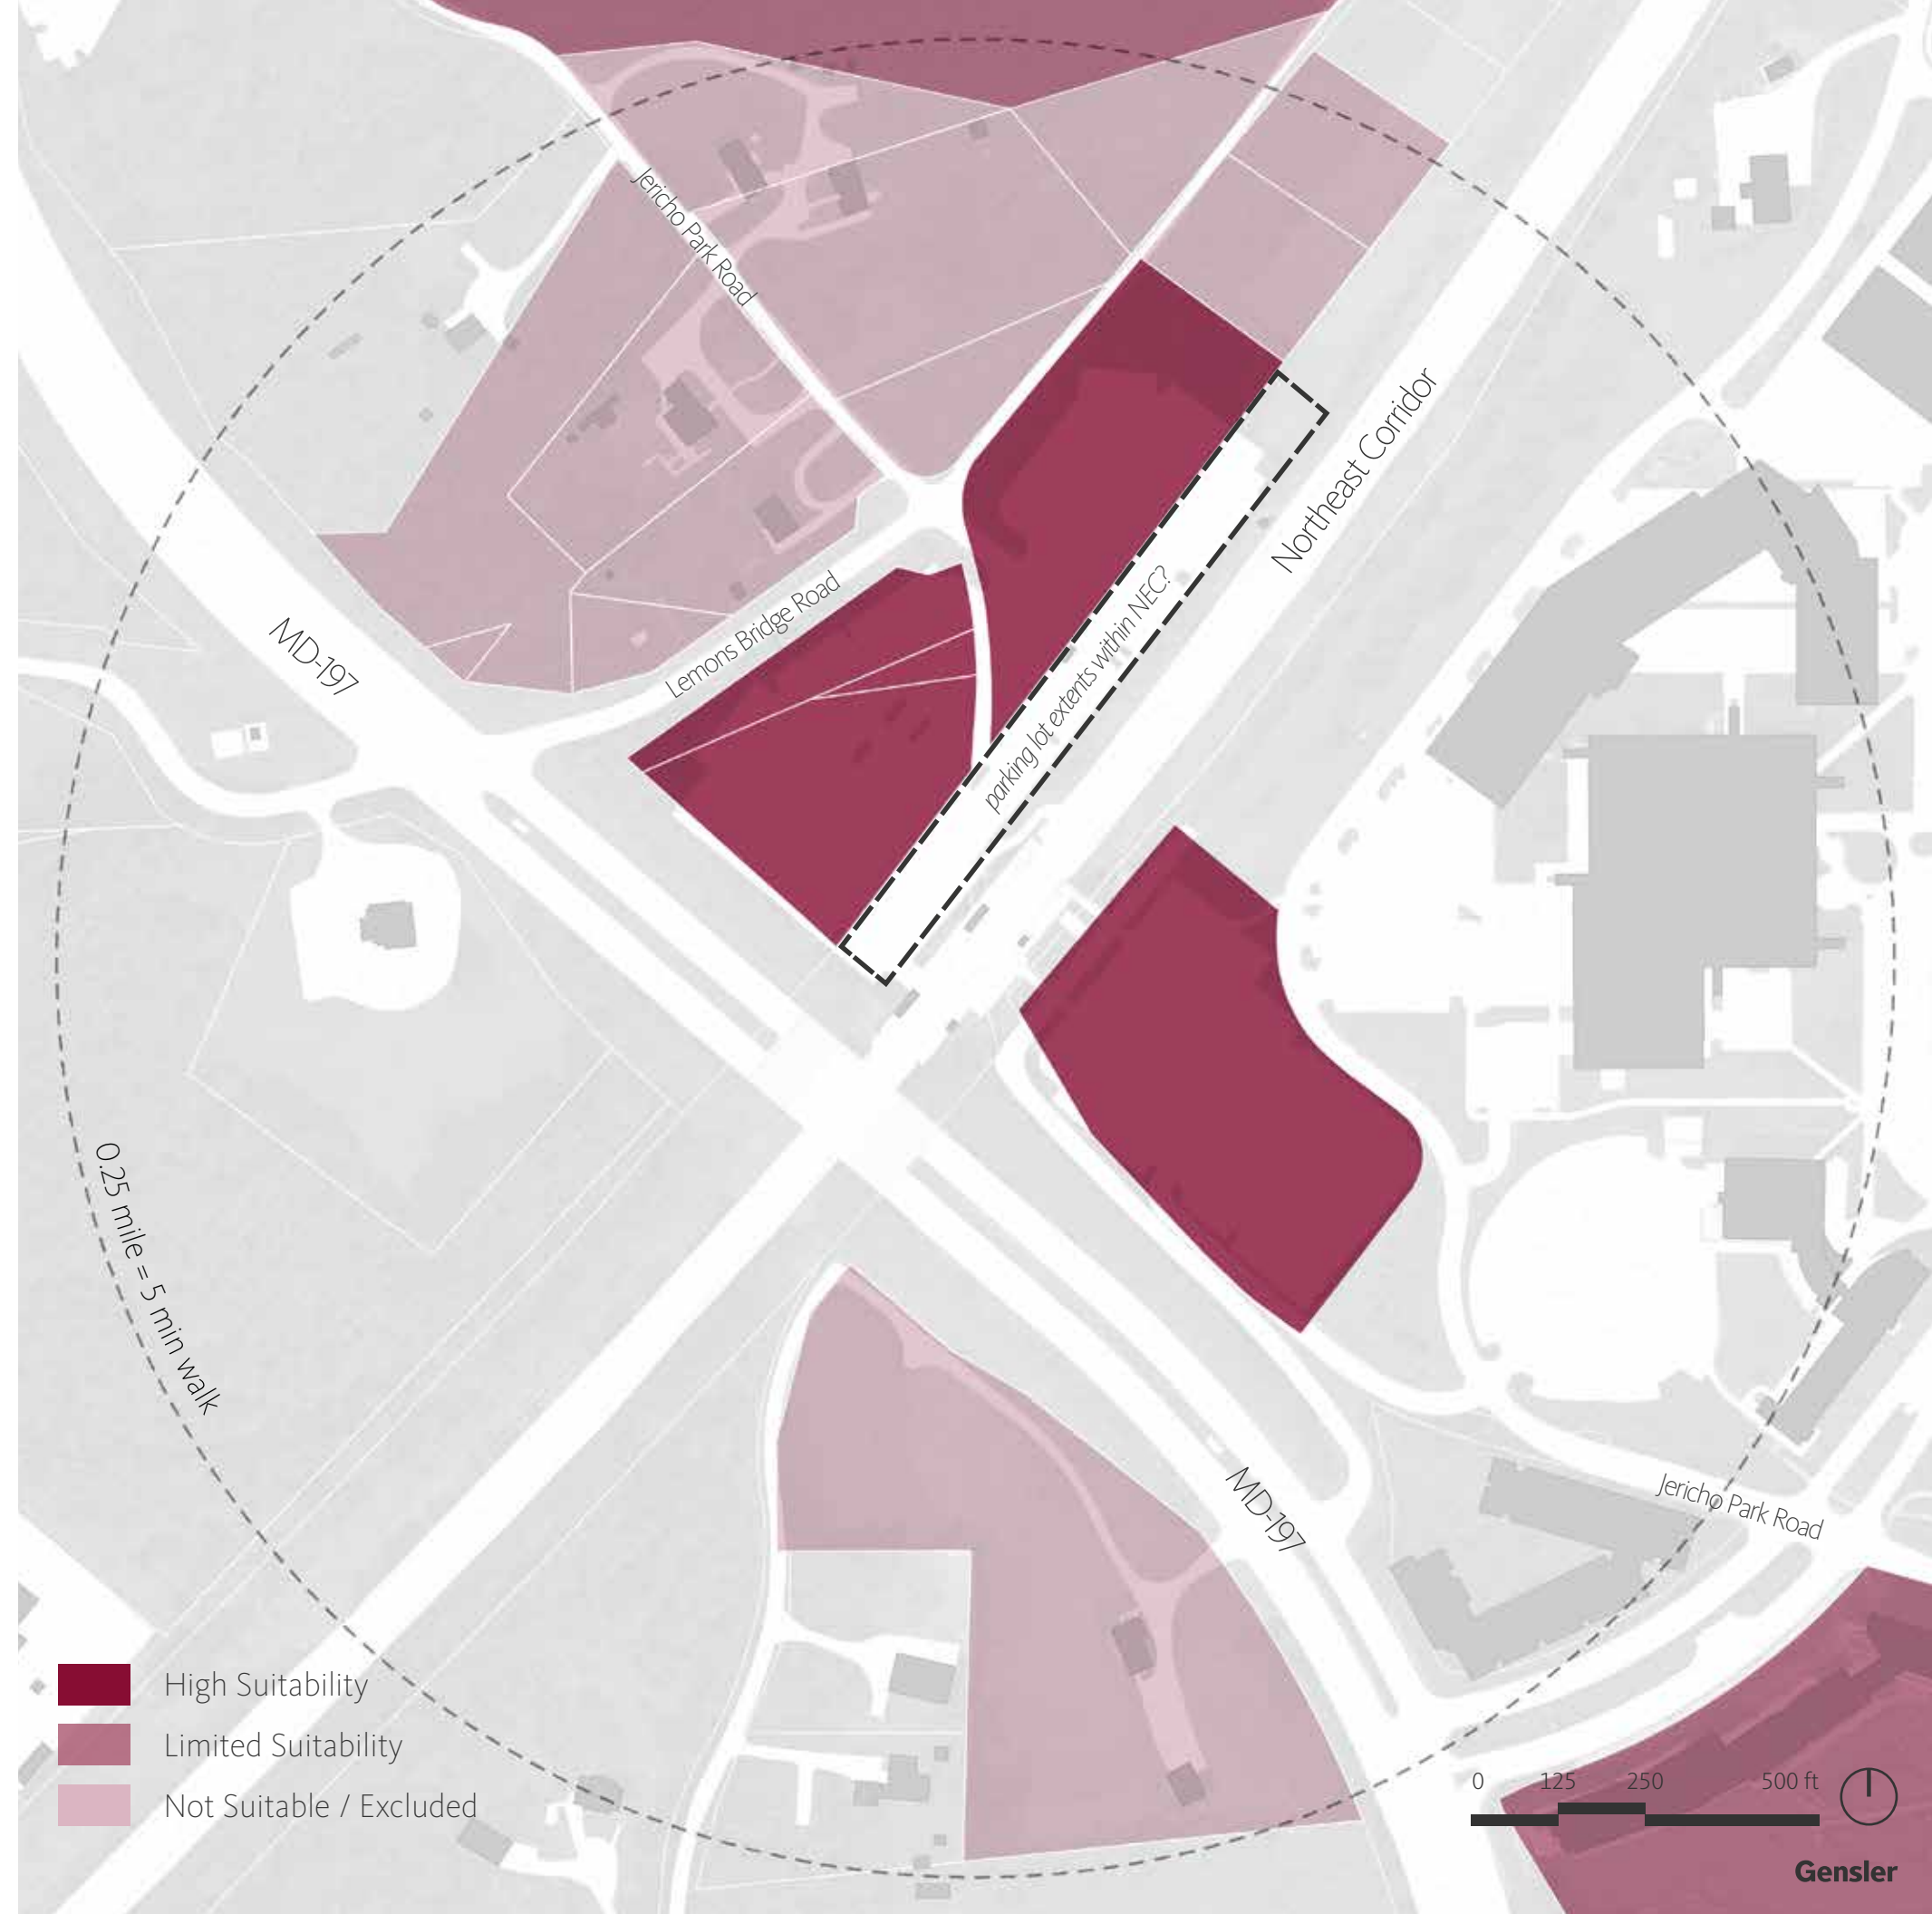 Jericho Park Road
Northeast Corridor
parking lot extents within NEC?
Lemons Bridge Road
MD-197
0.25 mile = 5 min walk
MD-197
Jericho Park Road
High Suitability
Limited Suitability
Not Suitable / Excluded
0 125 250 500 ft
Gensler